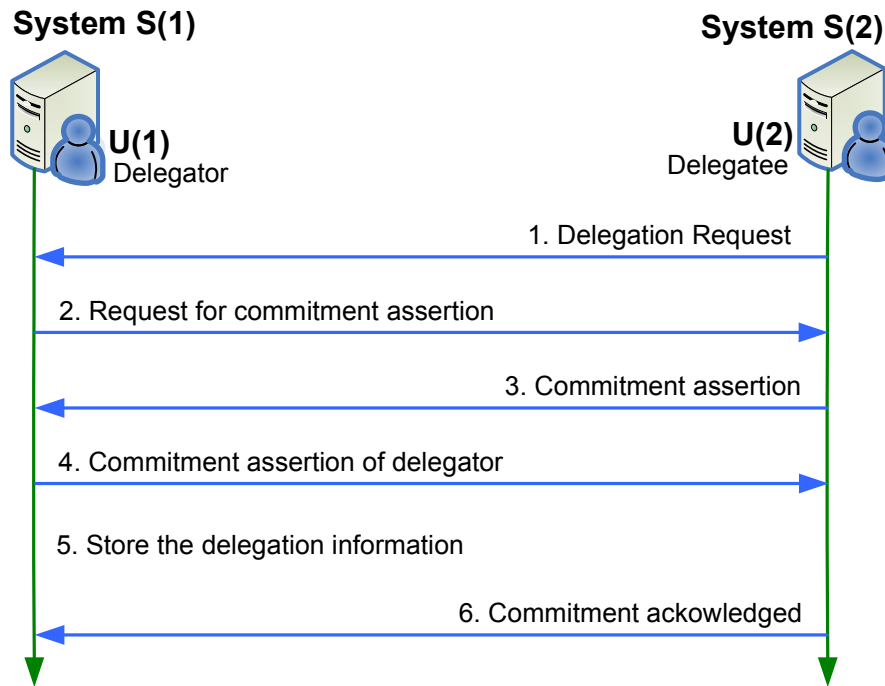 System S(1)
System S(2)
U(1)
Delegator
U(2)
Delegatee
1. Delegation Request
2. Request for commitment assertion
3. Commitment assertion
4. Commitment assertion of delegator
5. Store the delegation information
6. Commitment ackowledged